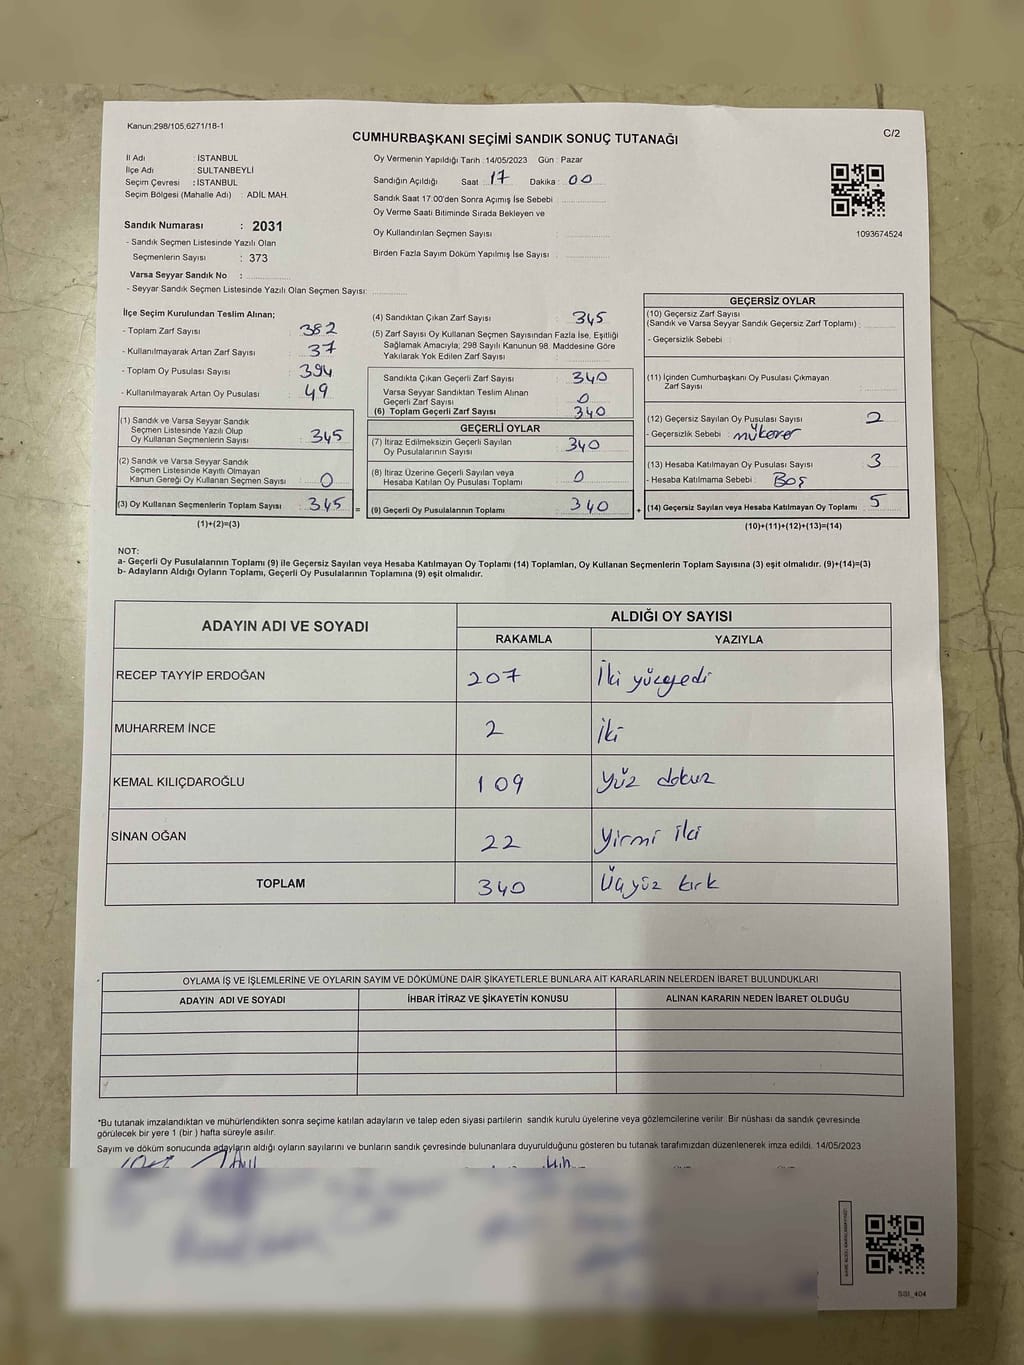 Kanun:298/105,6271/18-1
C/2
CUMHURBAŞKANI SEÇİMİ SANDIK SONUÇ TUTANAĞI
İl Adı : İSTANBUL
İlçe Adı : SULTANBEYLİ
Seçim Çevresi : İSTANBUL
Seçim Bölgesi (Mahalle Adı) : ADİL MAH.
Oy Vermenin Yapıldığı Tarih :14/05/2023 Gün : Pazar
Sandığın Açıldığı Saat : 17 Dakika : 00
Sandık Saat 17:00'den Sonra Açımış İse Sebebi :
Oy Verme Saati Bitiminde Sırada Bekleyen ve
Oy Kullandırılan Seçmen Sayısı :
Birden Fazla Sayım Döküm Yapılmış İse Sayısı :
1093674524
Sandık Numarası : 2031
- Sandık Seçmen Listesinde Yazılı Olan
Seçmenlerin Sayısı : 373
Varsa Seyyar Sandık No :
- Seyyar Sandık Seçmen Listesinde Yazılı Olan Seçmen Sayısı:
İlçe Seçim Kurulundan Teslim Alınan;
- Toplam Zarf Sayısı : 382
- Kullanılmayarak Artan Zarf Sayısı : 37
- Toplam Oy Pusulası Sayısı : 394
- Kullanılmayarak Artan Oy Pusulası : 49
(1) Sandık ve Varsa Seyyar Sandık
Seçmen Listesinde Yazılı Olup
Oy Kullanan Seçmenlerin Sayısı : 345
(2) Sandık ve Varsa Seyyar Sandık
Seçmen Listesinde Kayıtlı Olmayan
Kanun Gereği Oy Kullanan Seçmen Sayısı : 0
(3) Oy Kullanan Seçmenlerin Toplam Sayısı : 345 =
(1)+(2)=(3)
(4) Sandıktan Çıkan Zarf Sayısı : 345
(5) Zarf Sayısı Oy Kullanan Seçmen Sayısından Fazla İse, Eşitliği
Sağlamak Amacıyla; 298 Sayılı Kanunun 98. Maddesine Göre
Yakılarak Yok Edilen Zarf Sayısı :
Sandıkta Çıkan Geçerli Zarf Sayısı : 340
Varsa Seyyar Sandıktan Teslim Alınan
Geçerli Zarf Sayısı : 0
(6) Toplam Geçerli Zarf Sayısı : 340
GEÇERLİ OYLAR
(7) İtiraz Edilmeksizin Geçerli Sayılan
Oy Pusulalarının Sayısı : 340
(8) İtiraz Üzerine Geçerli Sayılan veya
Hesaba Katılan Oy Pusulası Toplamı : 0
(9) Geçerli Oy Pusulalarının Toplamı : 340 +
GEÇERSİZ OYLAR
(10) Geçersiz Zarf Sayısı
(Sandık ve Varsa Seyyar Sandık Geçersiz Zarf Toplamı) :
- Geçersizlik Sebebi :
(11) İçinden Cumhurbaşkanı Oy Pusulası Çıkmayan
Zarf Sayısı :
(12) Geçersiz Sayılan Oy Pusulası Sayısı : 2
- Geçersizlik Sebebi : mükerer
(13) Hesaba Katılmayan Oy Pusulası Sayısı : 3
- Hesaba Katılmama Sebebi : Boş
(14) Geçersiz Sayılan veya Hesaba Katılmayan Oy Toplamı : 5
(10)+(11)+(12)+(13)=(14)
NOT:
a- Geçerli Oy Pusulalarının Toplamı (9) ile Geçersiz Sayılan veya Hesaba Katılmayan Oy Toplamı (14) Toplamları, Oy Kullanan Seçmenlerin Toplam Sayısına (3) eşit olmalıdır. (9)+(14)=(3)
b- Adayların Aldığı Oyların Toplamı, Geçerli Oy Pusulalarının Toplamına (9) eşit olmalıdır.
ADAYIN ADI VE SOYADI
ALDIĞI OY SAYISI
RAKAMLA YAZIYLA
RECEP TAYYİP ERDOĞAN 207 İki yüzyedi
MUHARREM İNCE 2 İki
KEMAL KILIÇDAROĞLU 109 Yüz dokuz
SİNAN OĞAN 22 Yirmi iki
TOPLAM 340 Üçyüz kırk
OYLAMA İŞ VE İŞLEMLERİNE VE OYLARIN SAYIM VE DÖKÜMÜNE DAİR ŞİKAYETLERLE BUNLARA AİT KARARLARIN NELERDEN İBARET BULUNDUKLARI
ADAYIN ADI VE SOYADI İHBAR İTİRAZ VE ŞİKAYETİN KONUSU ALINAN KARARIN NEDEN İBARET OLDUĞU
*Bu tutanak imzalandıktan ve mühürlendikten sonra seçime katılan adayların ve talep eden siyasi partilerin sandık kurulu üyelerine veya gözlemcilerine verilir. Bir nüshası da sandık çevresinde
görülecek bir yere 1 (bir ) hafta süreyle asılır.
Sayım ve döküm sonucunda adayların aldığı oyların sayılarını ve bunların sandık çevresinde bulunanlara duyurulduğunu gösteren bu tutanak tarafımızdan düzenlenerek imza edildi. 14/05/2023
SSI_404